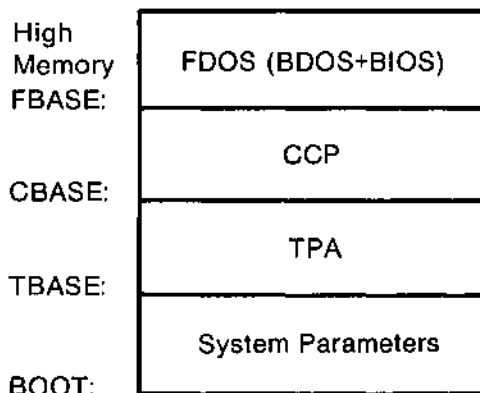 High
Memory
FDOS (BDOS+BIOS)
FBASE:
CCP
CBASE:
TPA
TBASE:
System Parameters
BOOT: